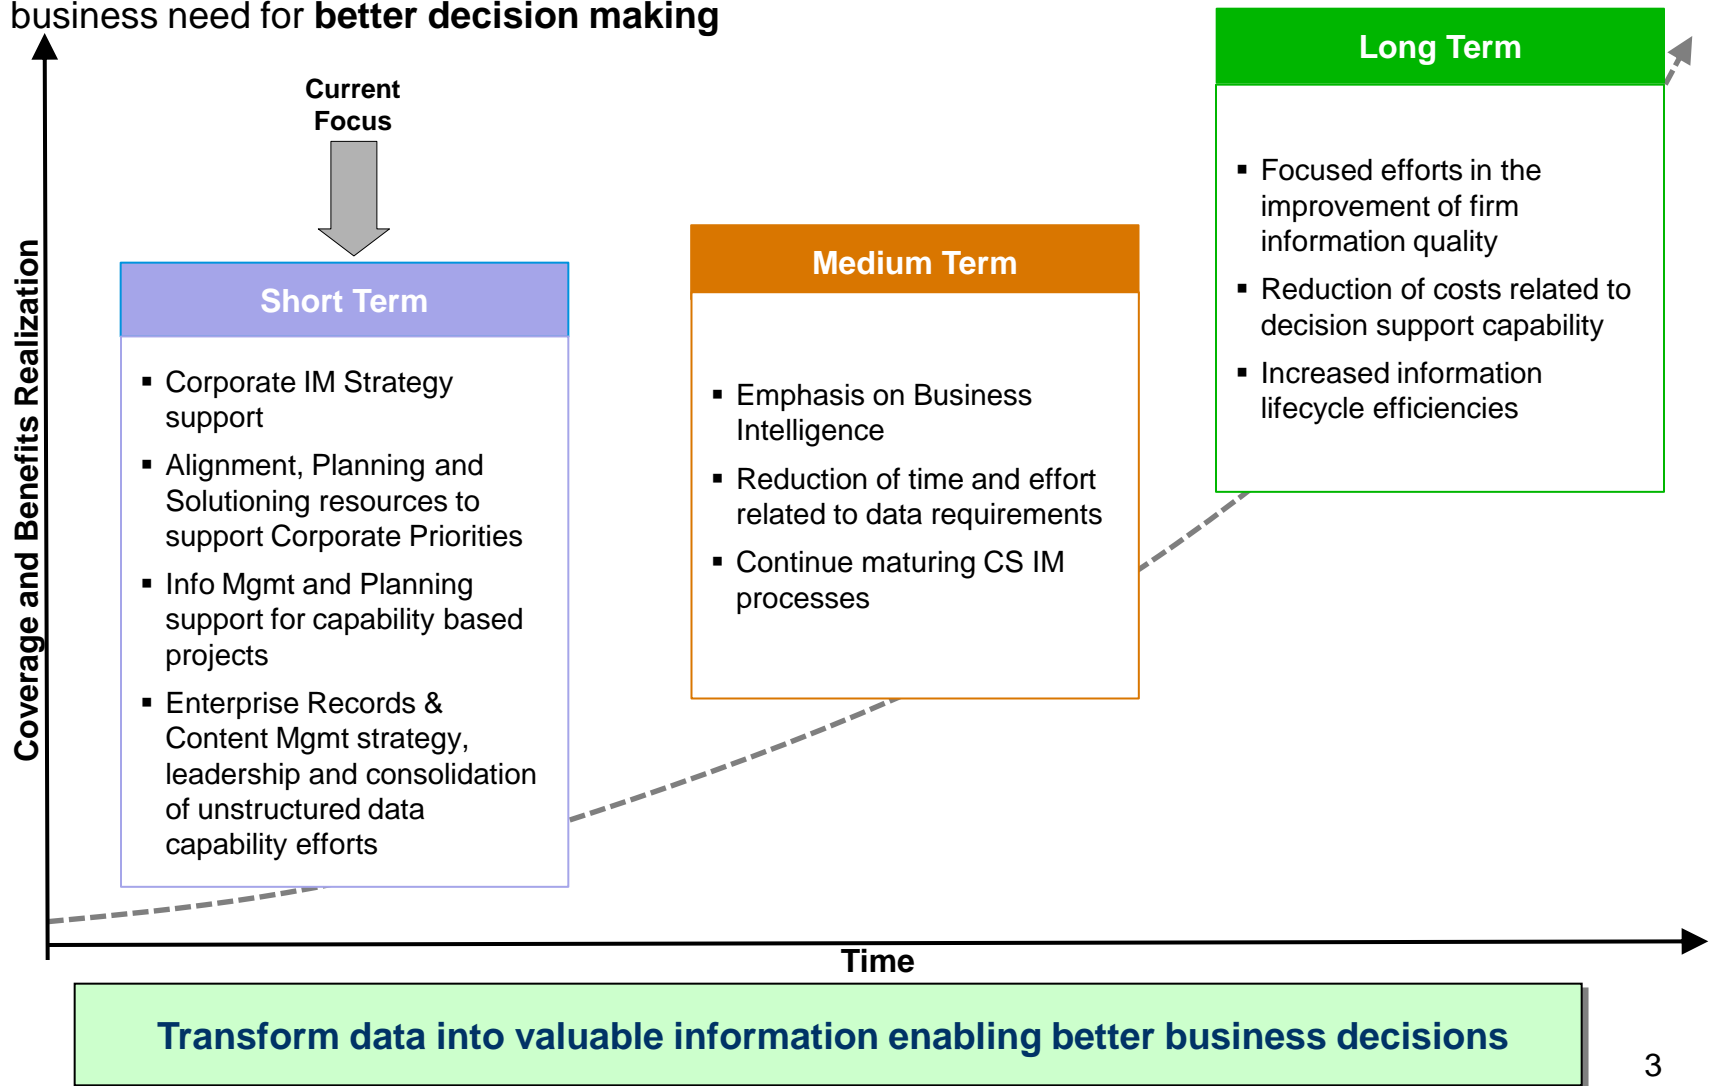 business need for better decision making
Current
Focus
Coverage and Benefits Realization
Short Term
▪ Corporate IM Strategy
support
▪ Alignment, Planning and
Solutioning resources to
support Corporate Priorities
▪ Info Mgmt and Planning
support for capability based
projects
▪ Enterprise Records &
Content Mgmt strategy,
leadership and consolidation
of unstructured data
capability efforts
Medium Term
▪ Emphasis on Business
Intelligence
▪ Reduction of time and effort
related to data requirements
▪ Continue maturing CS IM
processes
Long Term
▪ Focused efforts in the
improvement of firm
information quality
▪ Reduction of costs related to
decision support capability
▪ Increased information
lifecycle efficiencies
Time
Transform data into valuable information enabling better business decisions
3